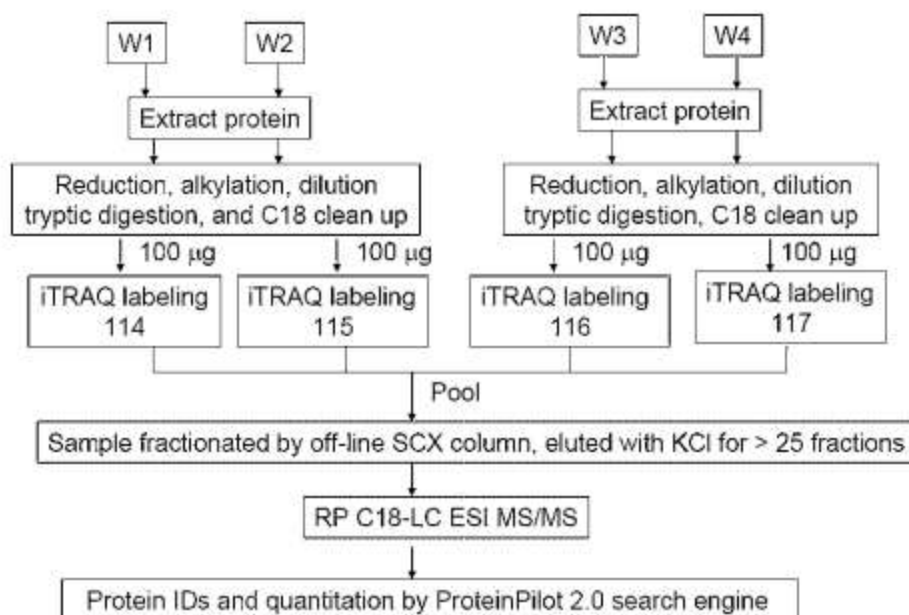 W1
W2
W3
W4
Extract protein
Extract protein
Reduction, alkylation, dilution
tryptic digestion, and C18 clean up
Reduction, alkylation, dilution
tryptic digestion, C18 clean up
100 μg
100 μg
100 μg
100 μg
iTRAQ labeling
114
iTRAQ labeling
115
iTRAQ labeling
116
iTRAQ labeling
117
Pool
Sample fractionated by off-line SCX column, eluted with KCl for > 25 fractions
RP C18-LC ESI MS/MS
Protein IDs and quantitation by ProteinPilot 2.0 search engine